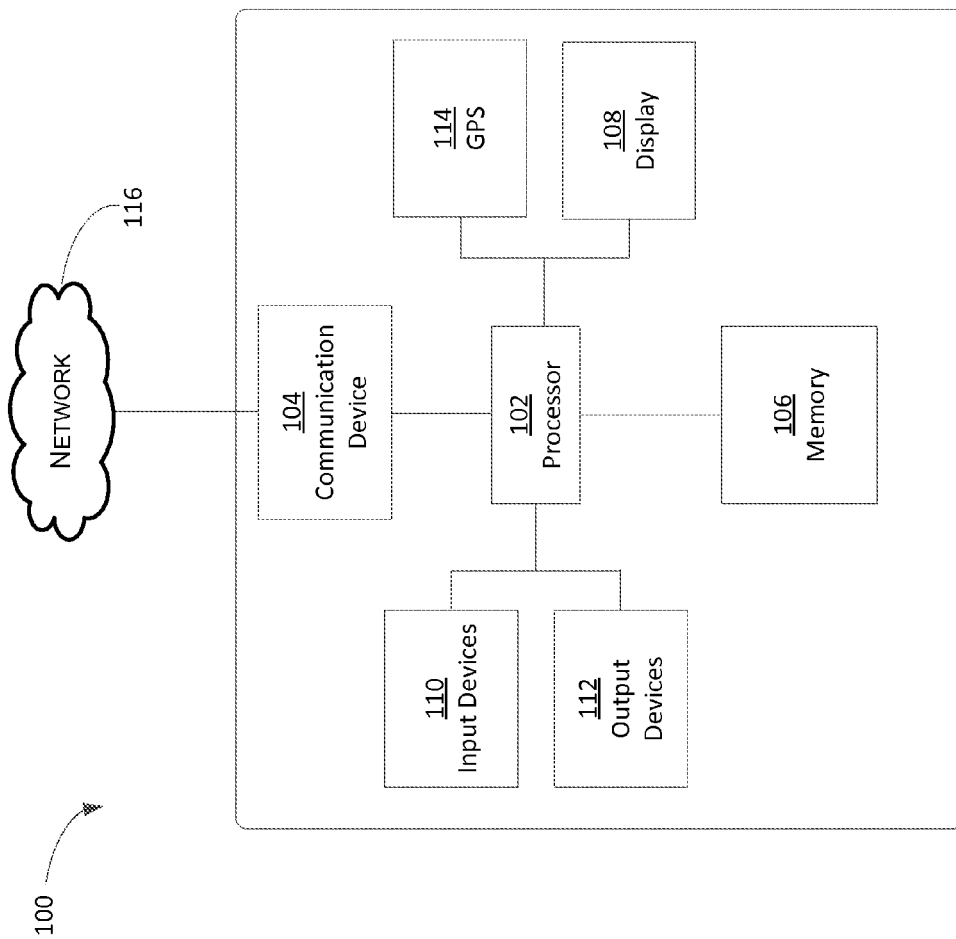 100
NETWORK
116
104
Communication
Device
110
Input Devices
112
Output
Devices
102
Processor
114
GPS
108
Display
106
Memory